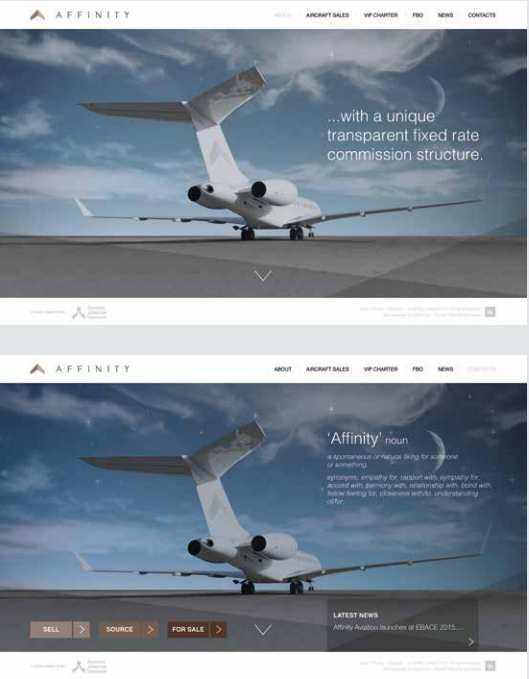 AFFINITY
ABOUT AIRCRAFT SALES VIP CHARTER FBO NEWS CONTACTS
...with a unique
transparent fixed rate
commission structure.
AFFINITY
ABOUT AIRCRAFT SALES VIP CHARTER FBO NEWS CONTACTS
'Affinity' noun
a spontaneous or natural liking for someone
or something.
synonyms; empathy for, rapport with, sympathy for;
accord with, harmony with, relationship with, bond with,
fellow feeling for, closeness with/to, understanding
of/for;
LATEST NEWS
Affinity Aviation launches at EBACE 2015....
SELL SOURCE FOR SALE